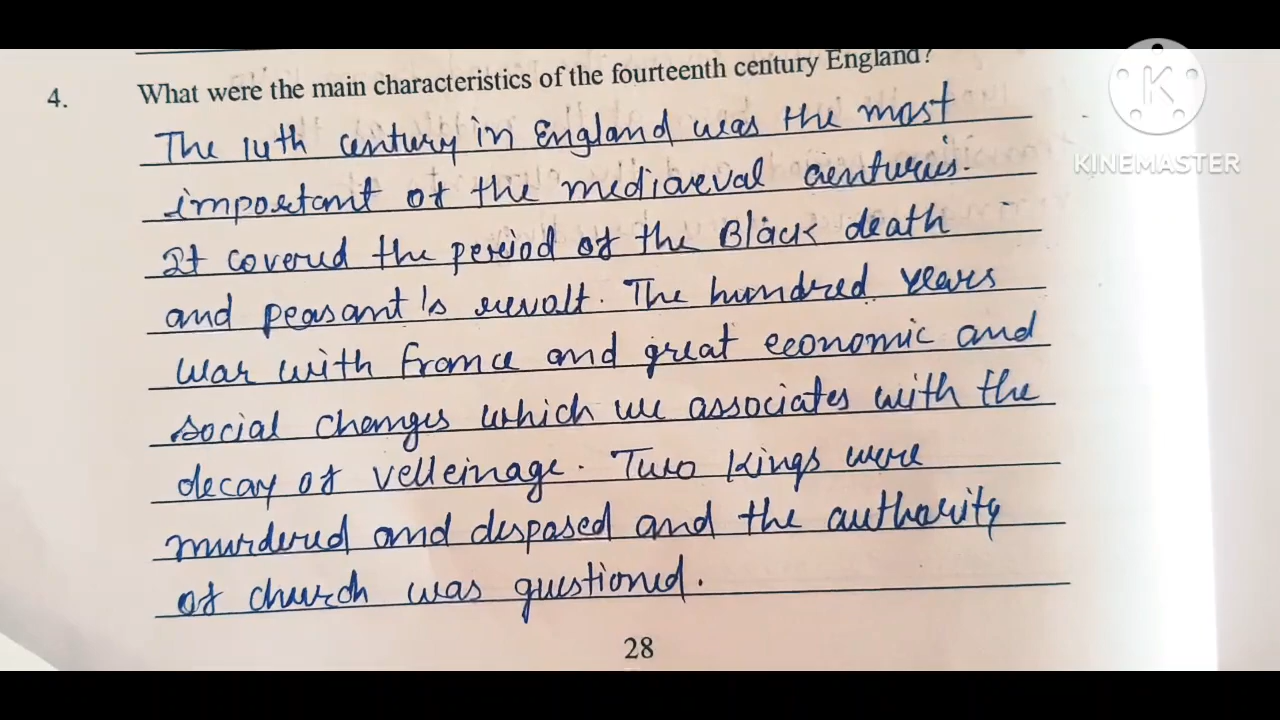 4. What were the main characteristics of the fourteenth century England?
The 14th century in England was the most
important of the mediaeval centuries.
It covered the period of the Black death
and peasant's revolt. The hundred years
war with france and great economic and
social changes which we associates with the
decay of velleinage. Two kings were
murdered and desposed and the authority
of church was questioned.
28
K
KINEMASTER